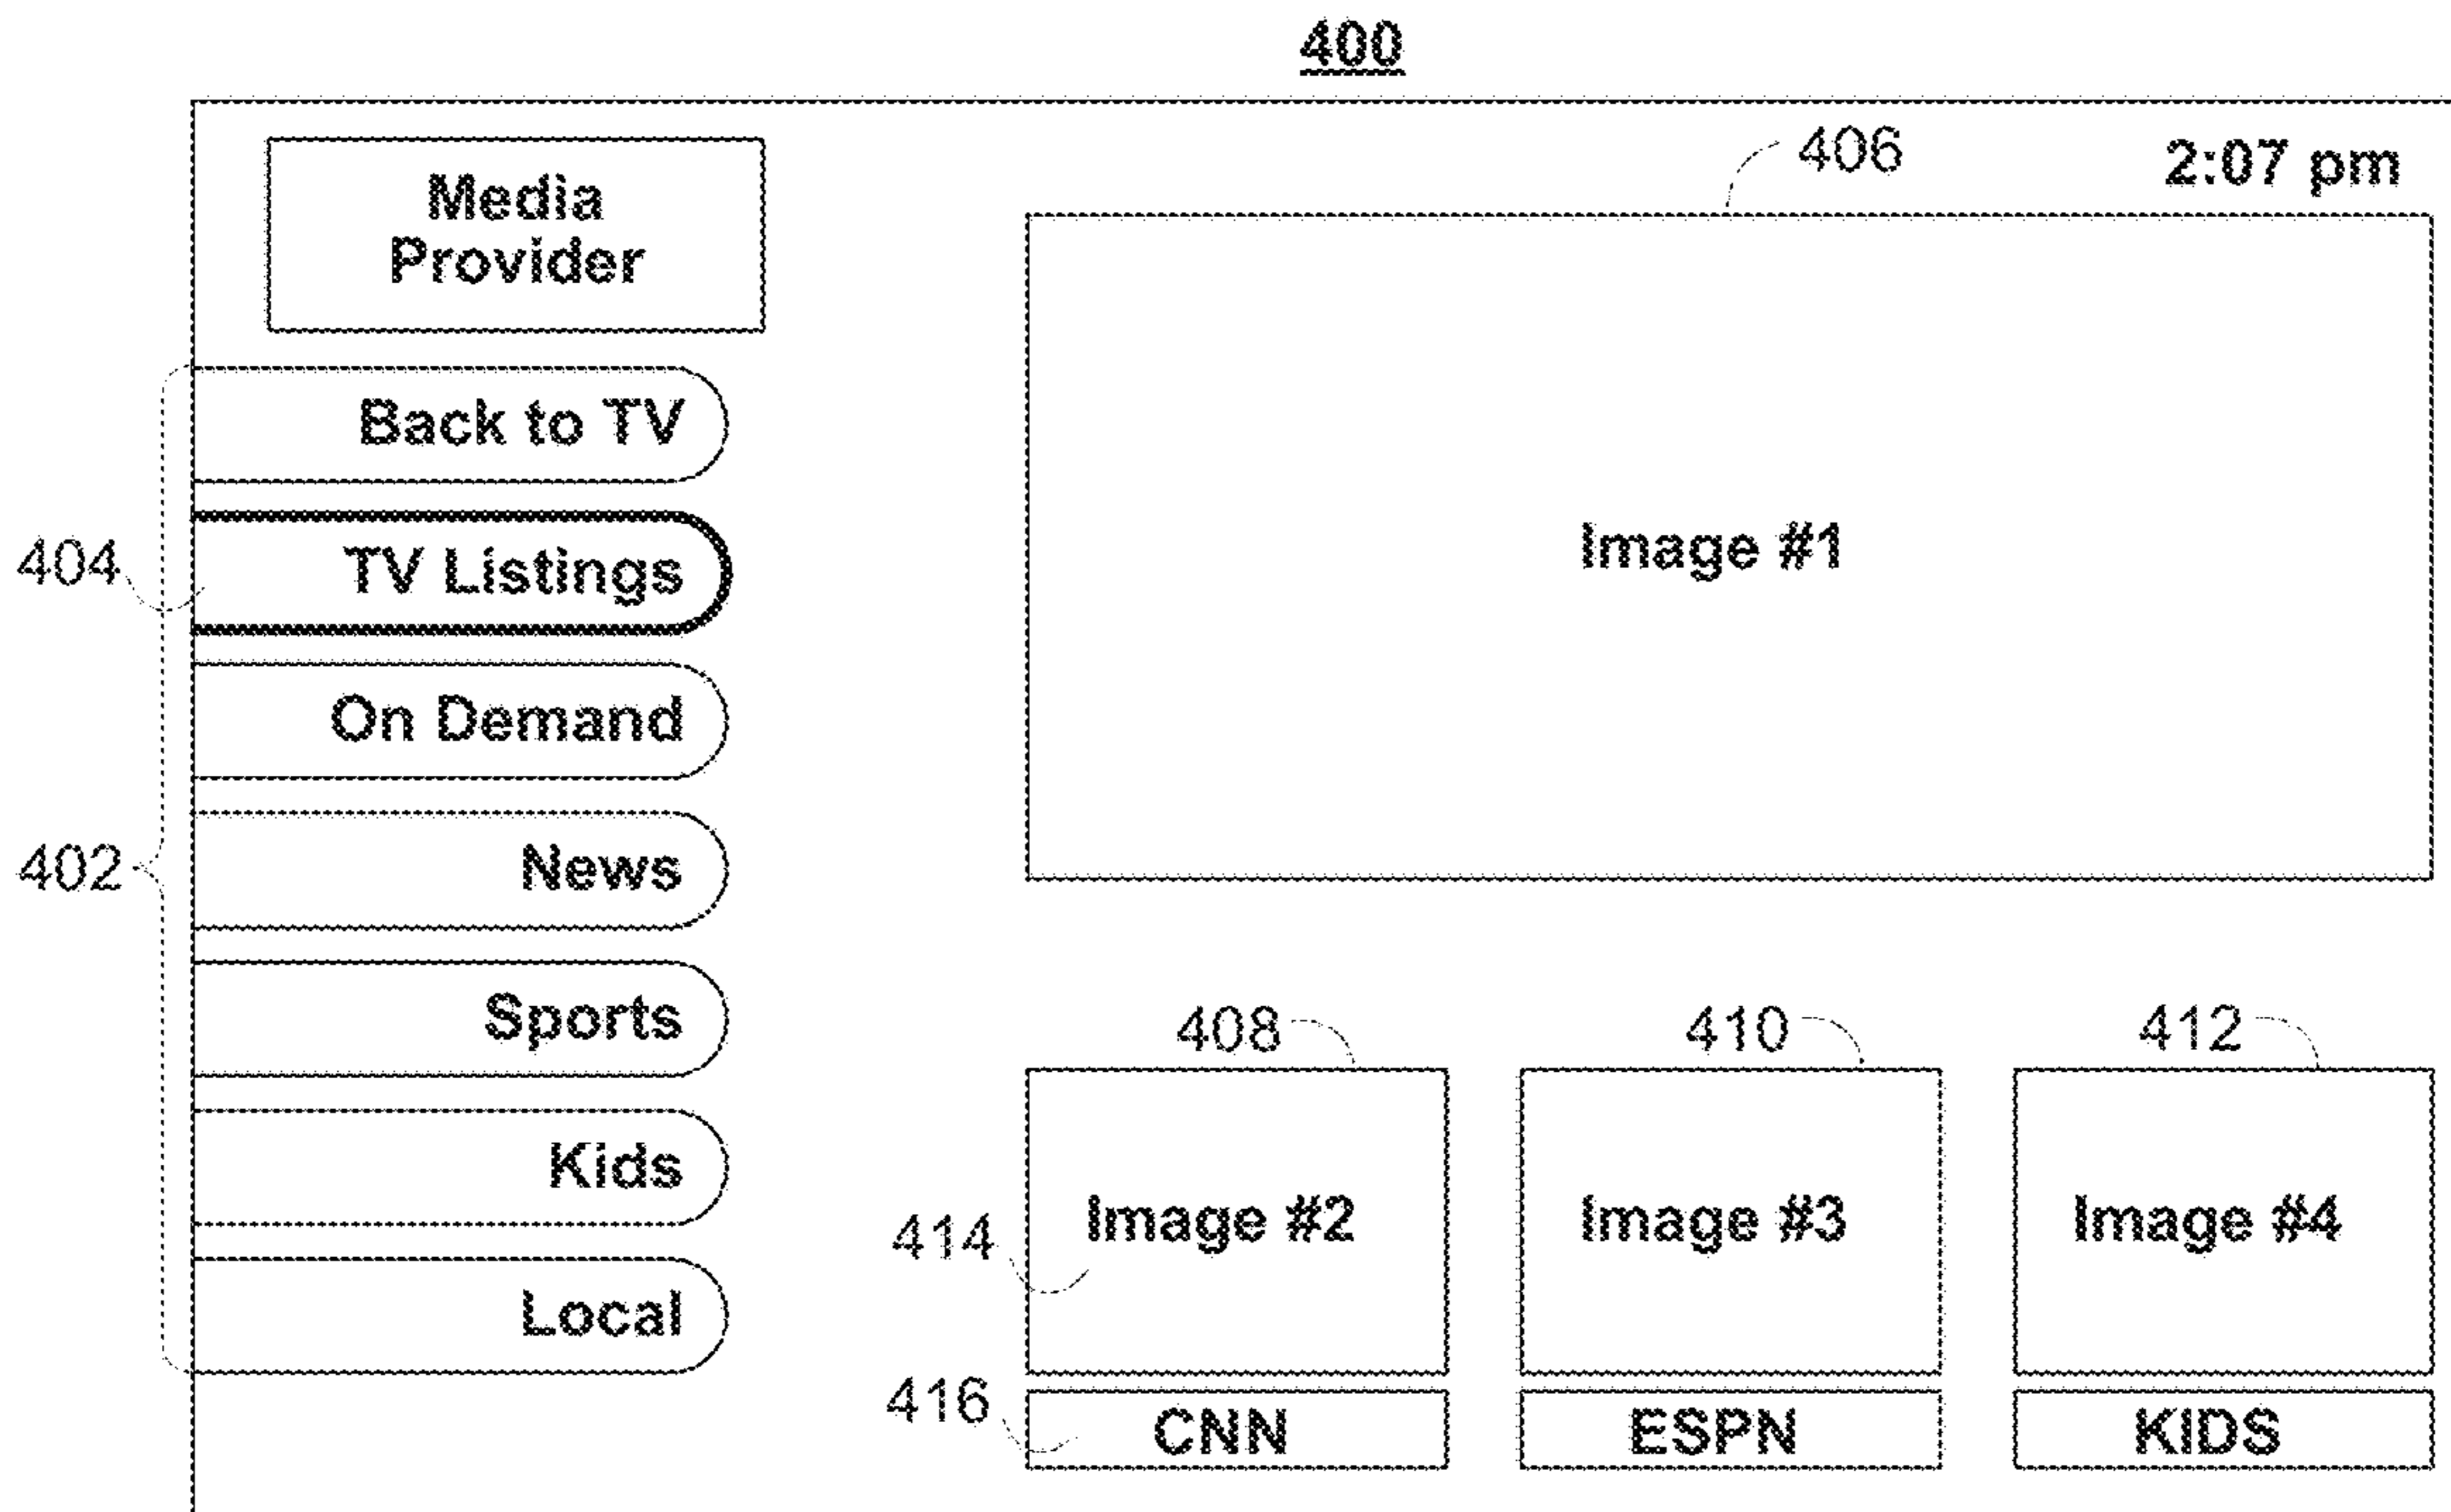 400
406
2:07 pm
Media
Provider
Back to TV
404
TV Listings
Image #1
On Demand
402
News
Sports
408
410
412
Kids
414
Image #2
Image #3
Image #4
Local
416
CNN
ESPN
KIDS